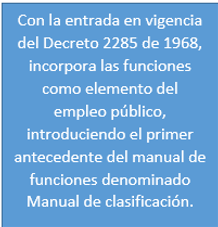 Con la entrada en vigencia
del Decreto 2285 de 1968,
incorpora las funciones
como elemento del
empleo público,
introduciendo el primer
antecedente del manual de
funciones denominado
Manual de clasificación.